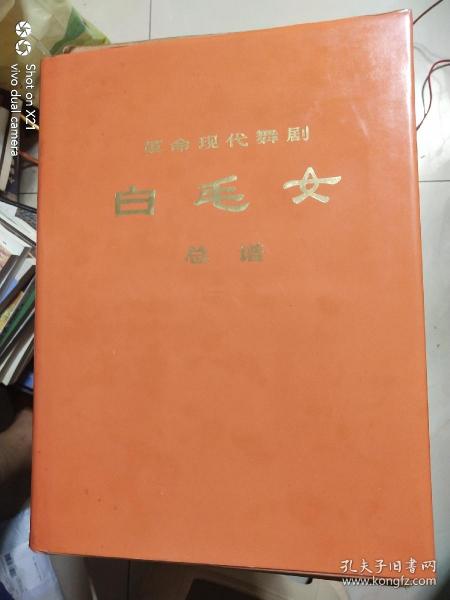 Shot on X21
vivo dual camera
革命现代舞剧
白毛女
总谱
孔夫子旧书网
www.kongfz.com